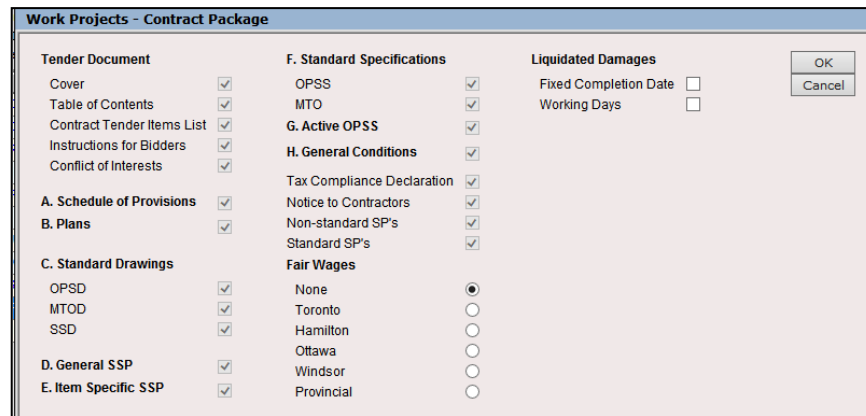 Work Projects - Contract Package
Tender Document
Cover
Table of Contents
Contract Tender Items List
Instructions for Bidders
Conflict of Interests
A. Schedule of Provisions
B. Plans
C. Standard Drawings
OPSD
MTOD
SSD
D. General SSP
E. Item Specific SSP
F. Standard Specifications
OPSS
MTO
G. Active OPSS
H. General Conditions
Tax Compliance Declaration
Notice to Contractors
Non-standard SP's
Standard SP's
Fair Wages
None
Toronto
Hamilton
Ottawa
Windsor
Provincial
Liquidated Damages
Fixed Completion Date
Working Days
OK
Cancel